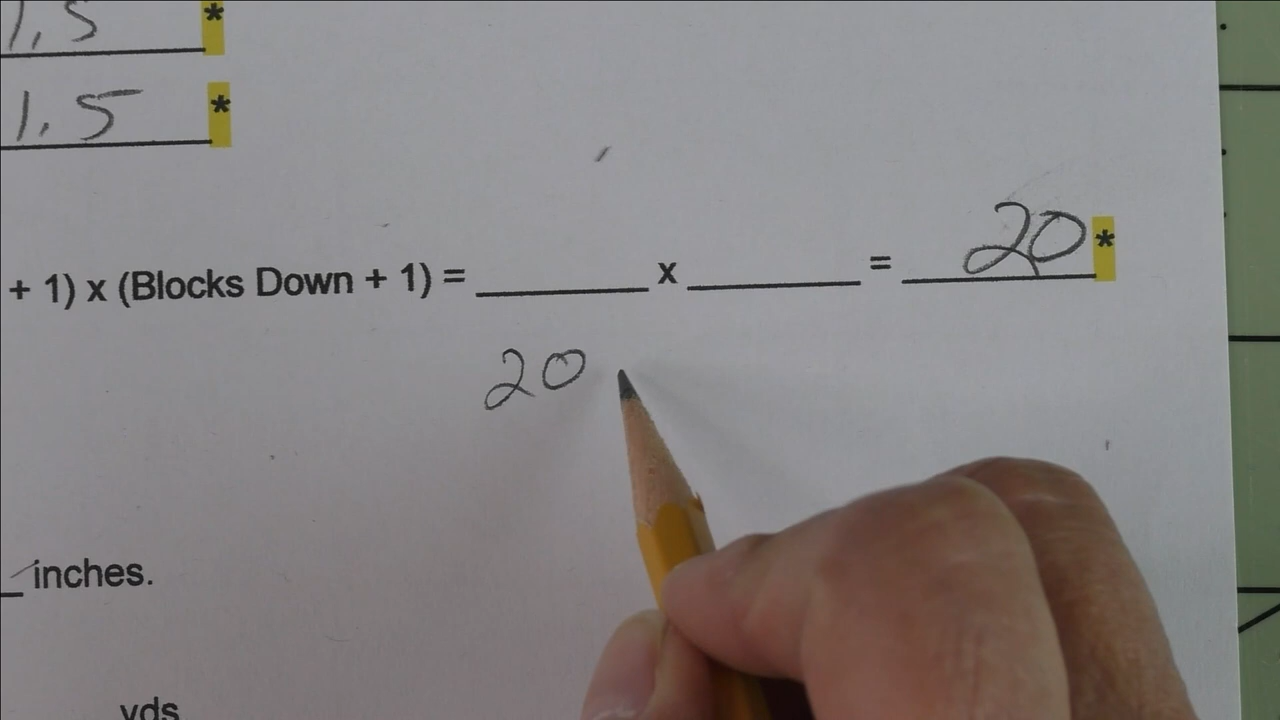 1.5 *
1.5 *
+ 1) x (Blocks Down + 1) = ________ x ________ = 20 *
20
_ inches.
yds